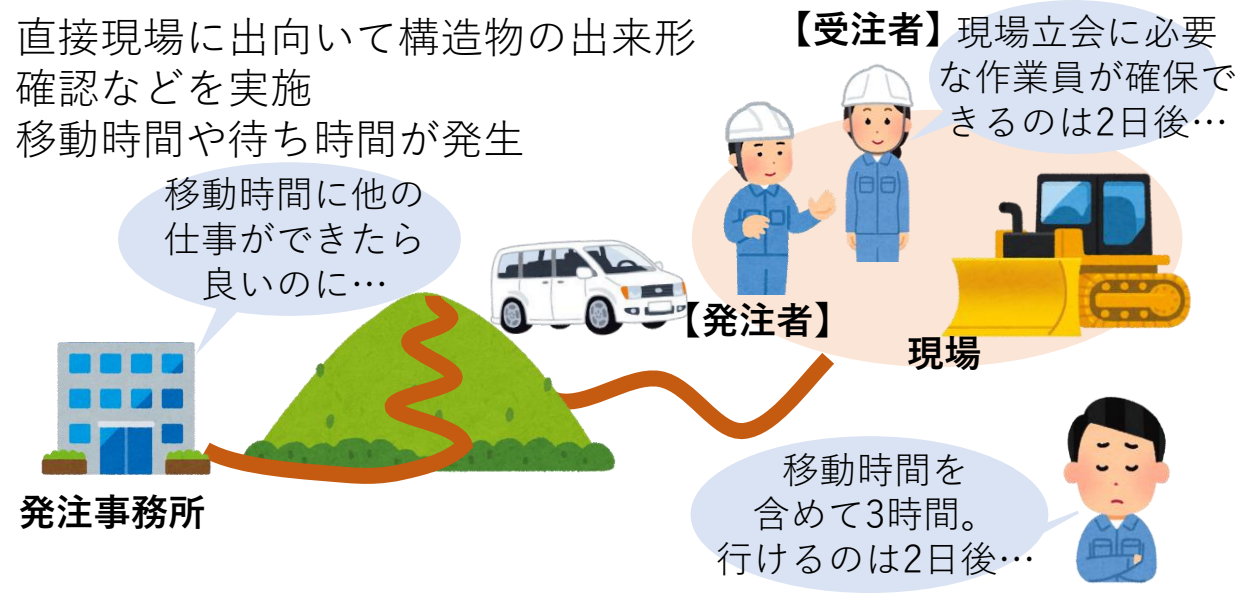 直接現場に出向いて構造物の出来形
確認などを実施
移動時間や待ち時間が発生
【受注者】
現場立会に必要
な作業員が確保で
きるのは2日後…
移動時間に他の
仕事ができたら
良いのに…
【発注者】
現場
発注事務所
移動時間を
含めて3時間。
行けるのは2日後…